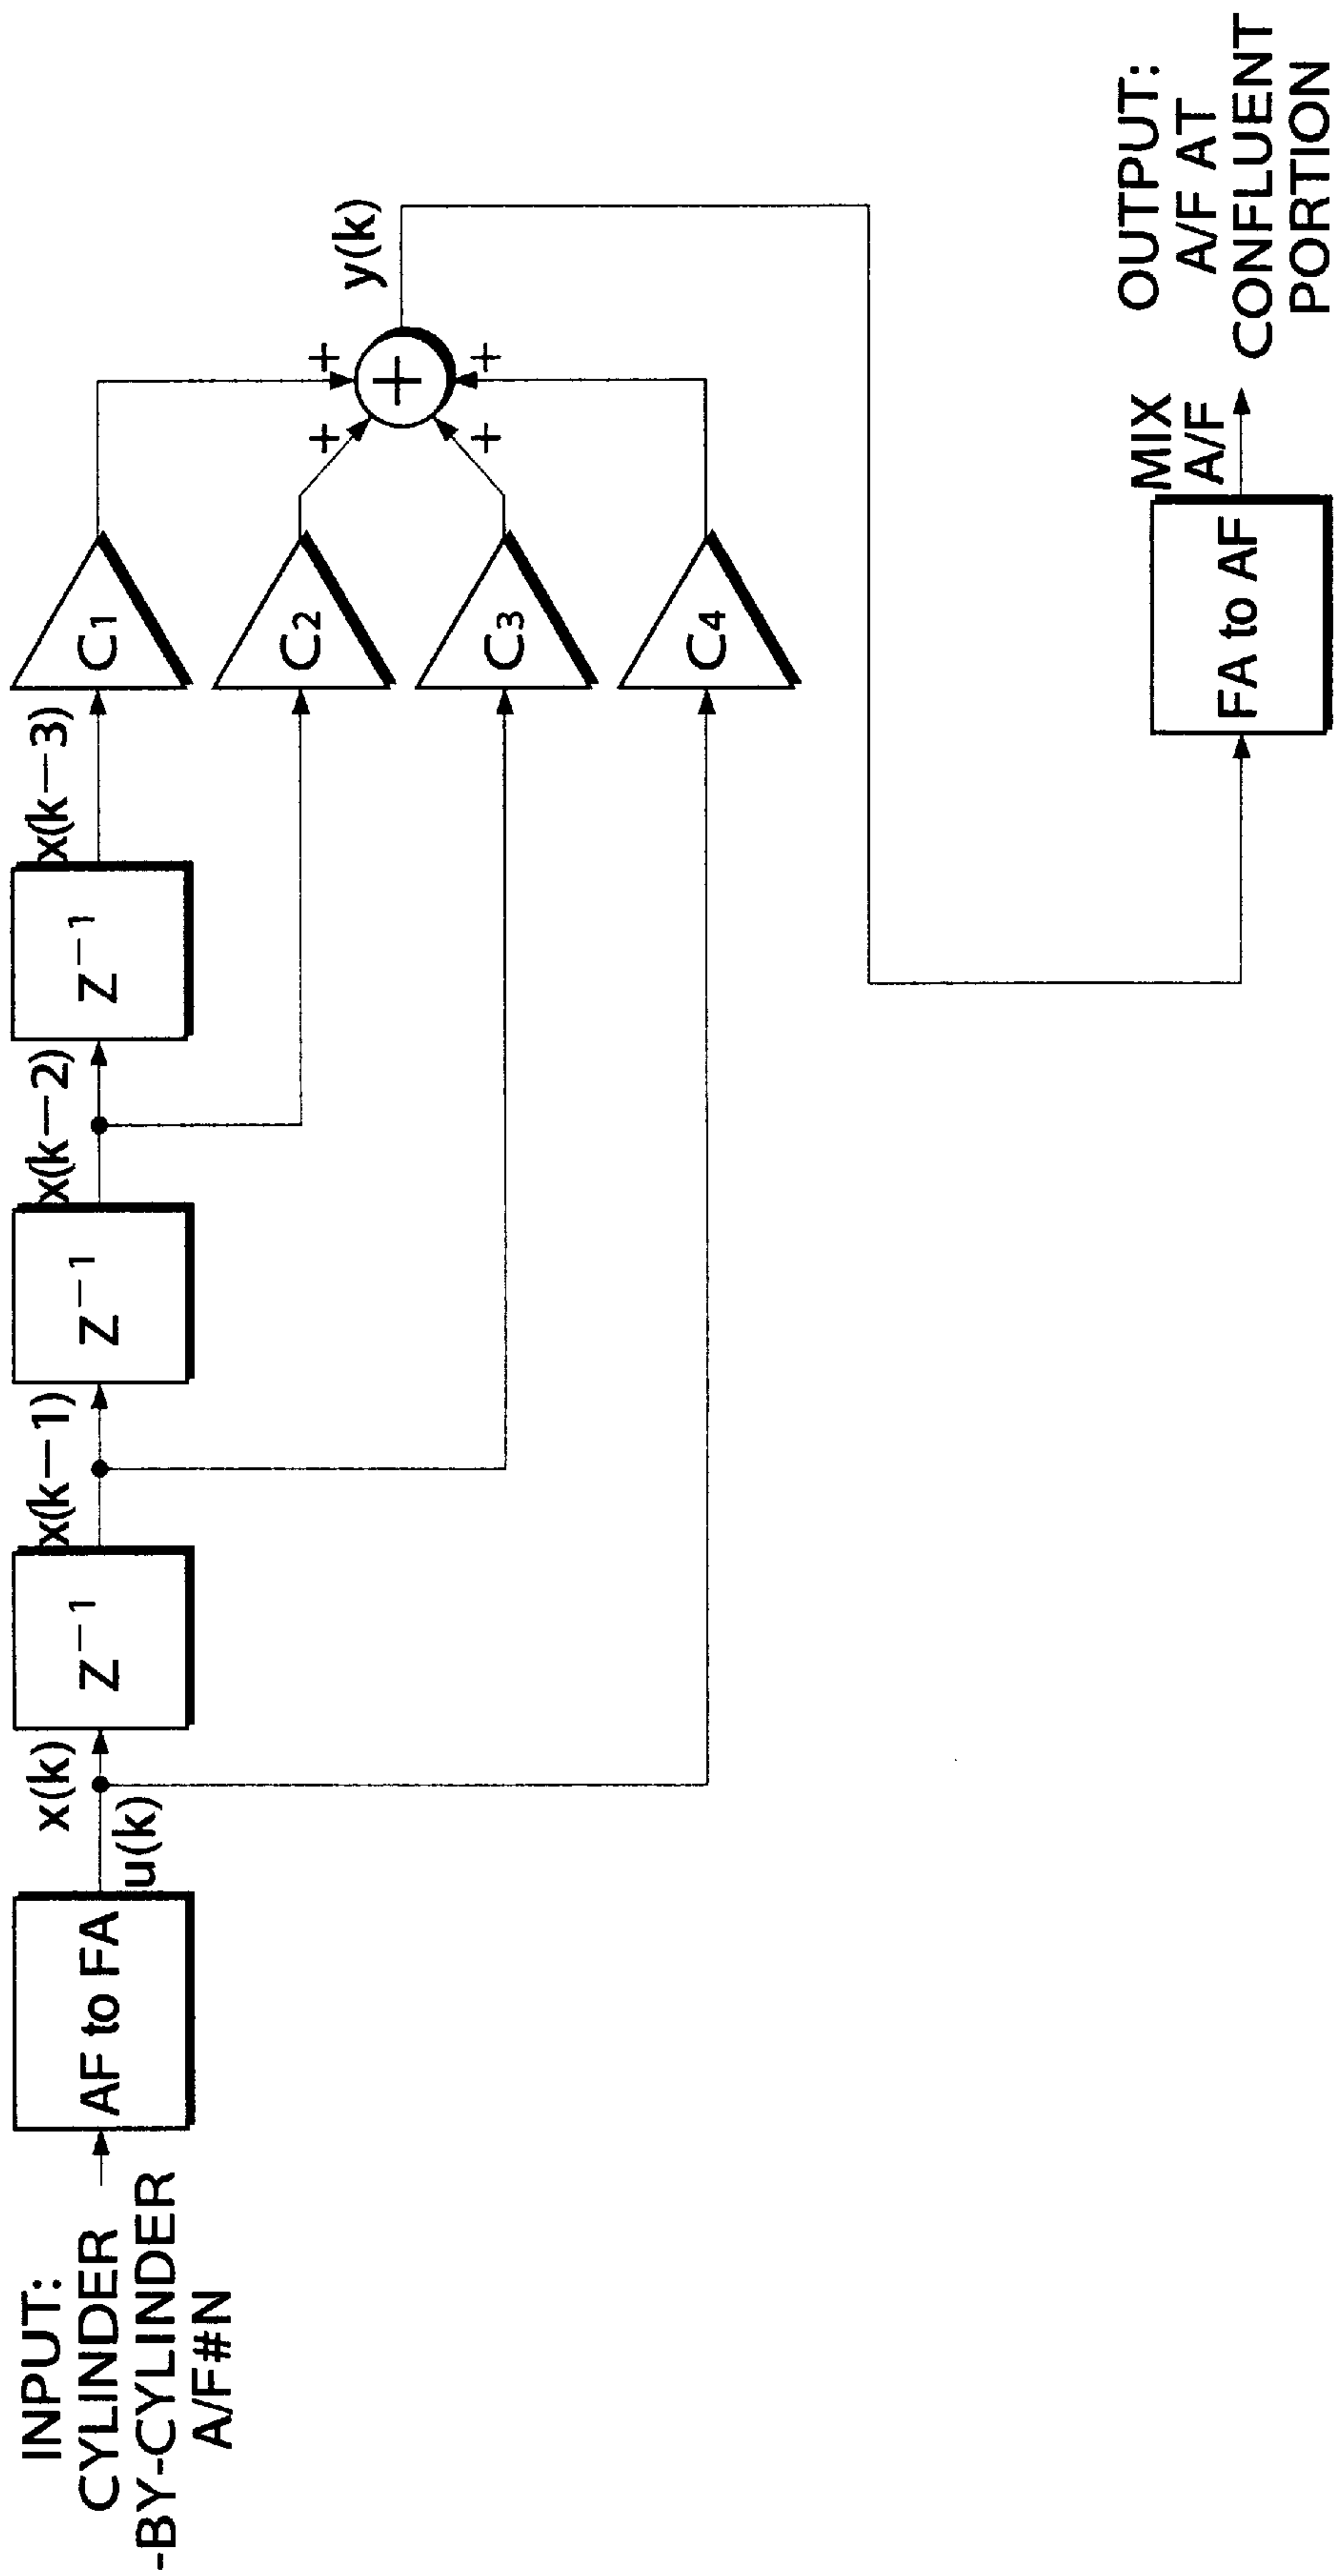 INPUT:
CYLINDER
-BY-CYLINDER
A/F#N
AF to FA
x(k)
u(k)
Z⁻¹
x(k—1)
Z⁻¹
x(k—2)
Z⁻¹
x(k—3)
C1
C2
C3
C4
+
+
+
+
+
y(k)
FA to AF
MIX
A/F
OUTPUT:
A/F AT
CONFLUENT
PORTION